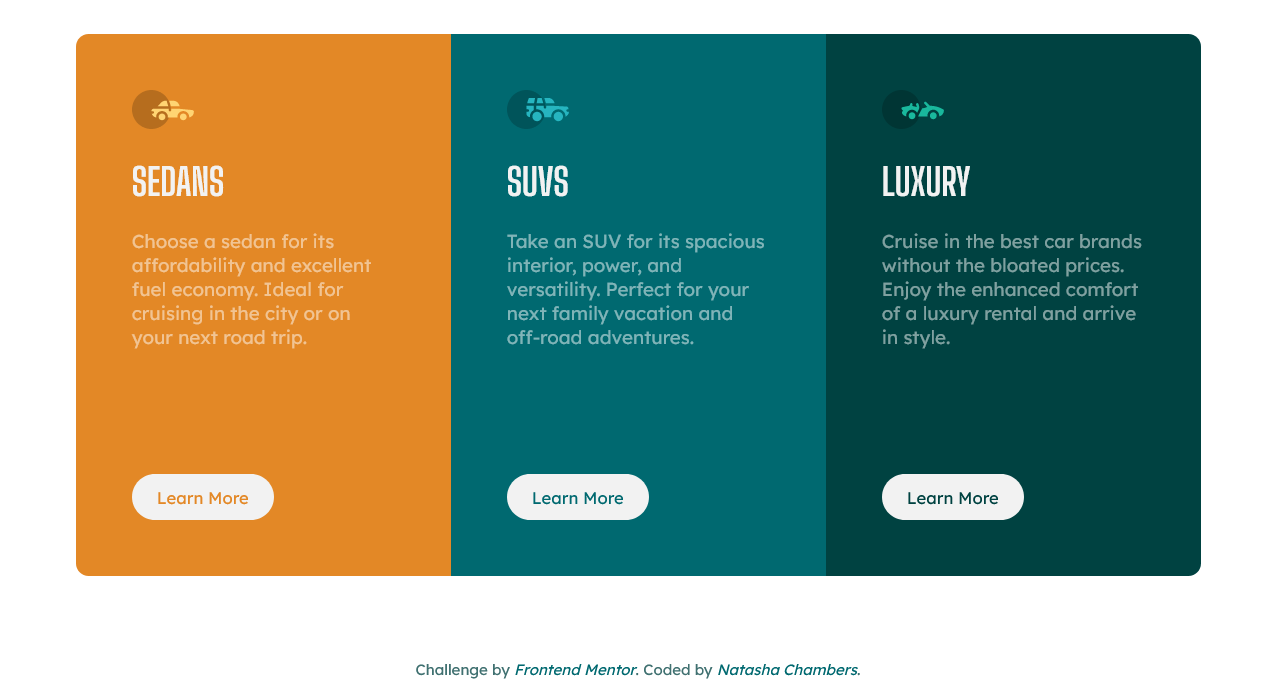 SEDANS
Choose a sedan for its
affordability and excellent
fuel economy. Ideal for
cruising in the city or on
your next road trip.
Learn More
SUVS
Take an SUV for its spacious
interior, power, and
versatility. Perfect for your
next family vacation and
off-road adventures.
Learn More
LUXURY
Cruise in the best car brands
without the bloated prices.
Enjoy the enhanced comfort
of a luxury rental and arrive
in style.
Learn More
Challenge by Frontend Mentor. Coded by Natasha Chambers.